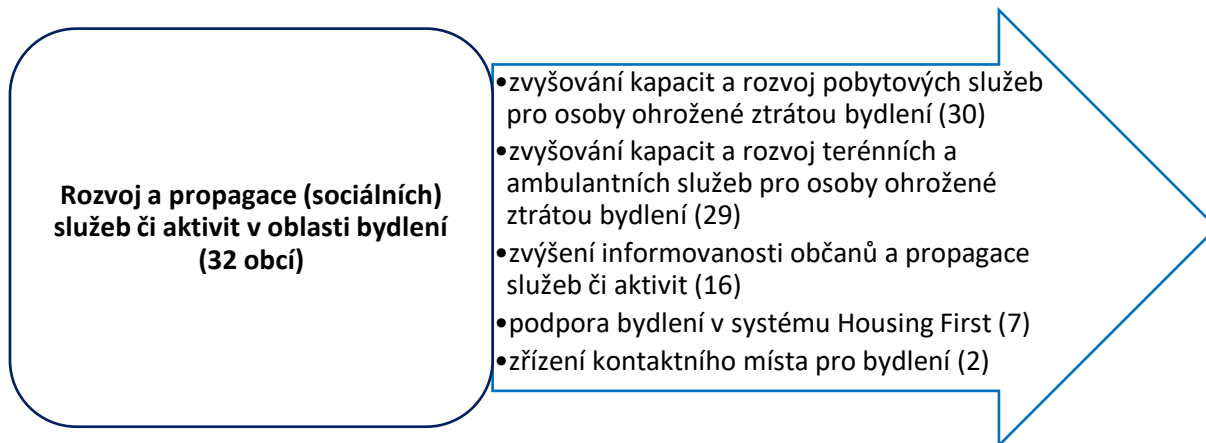 Rozvoj a propagace (sociálních)
služeb či aktivit v oblasti bydlení
(32 obcí)
•zvyšování kapacit a rozvoj pobytových služeb
pro osoby ohrožené ztrátou bydlení (30)
•zvyšování kapacit a rozvoj terénních a
ambulantních služeb pro osoby ohrožené
ztrátou bydlení (29)
•zvýšení informovanosti občanů a propagace
služeb či aktivit (16)
•podpora bydlení v systému Housing First (7)
•zřízení kontaktního místa pro bydlení (2)